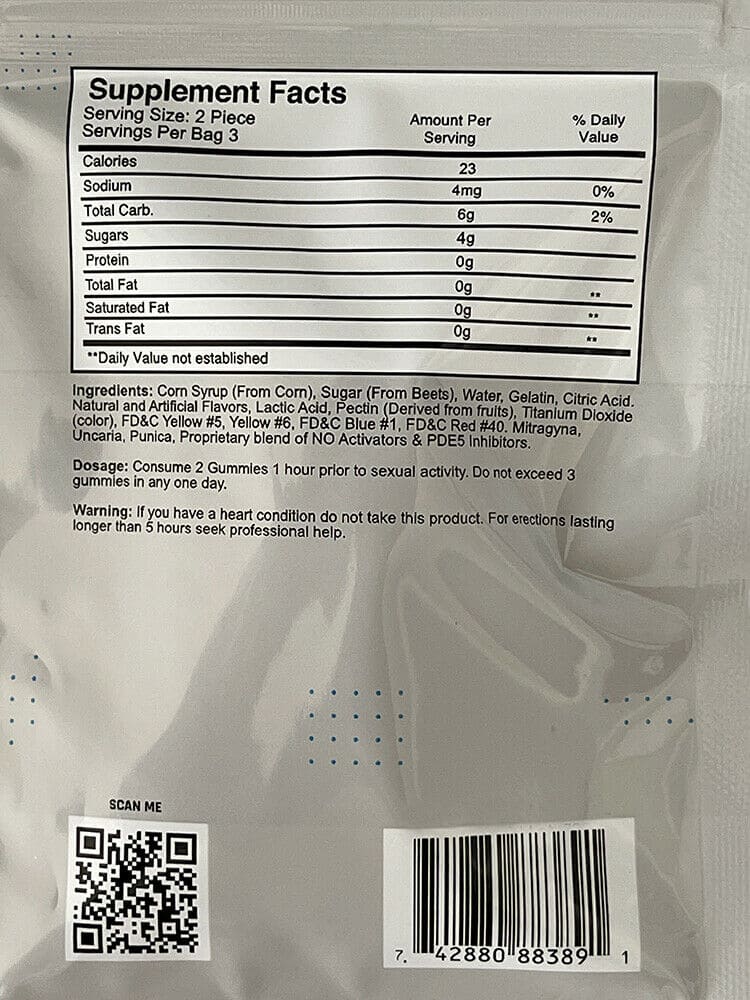 Supplement Facts
Serving Size: 2 Piece
Servings Per Bag 3
Amount Per Serving
% Daily Value
Calories 23
Sodium 4mg 0%
Total Carb. 6g 2%
Sugars 4g
Protein 0g
Total Fat 0g **
Saturated Fat 0g **
Trans Fat 0g **
**Daily Value not established
Ingredients: Corn Syrup (From Corn), Sugar (From Beets), Water, Gelatin, Citric Acid.
Natural and Artificial Flavors, Lactic Acid, Pectin (Derived from fruits), Titanium Dioxide
(color), FD&C Yellow #5, Yellow #6, FD&C Blue #1, FD&C Red #40. Mitragyna,
Uncaria, Punica, Proprietary blend of NO Activators & PDE5 Inhibitors.
Dosage: Consume 2 Gummies 1 hour prior to sexual activity. Do not exceed 3
gummies in any one day.
Warning: If you have a heart condition do not take this product. For erections lasting
longer than 5 hours seek professional help.
SCAN ME
7. 42880 88389 1